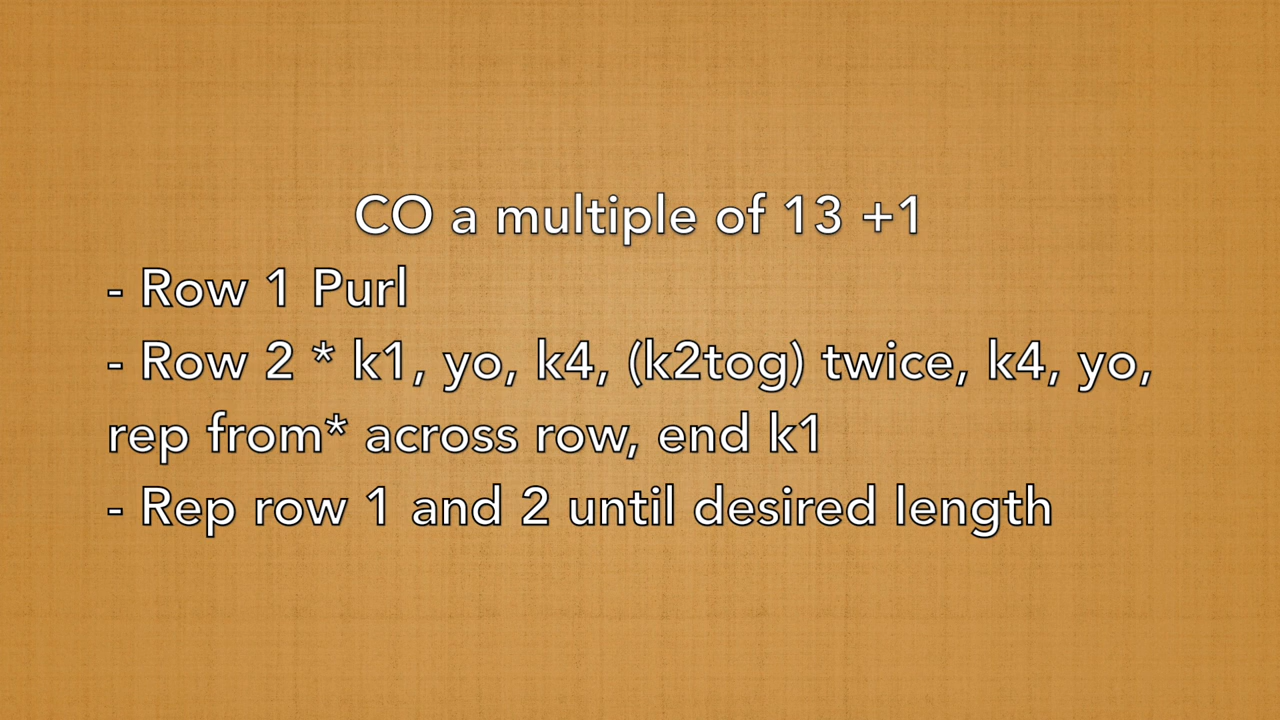 CO a multiple of 13 +1
- Row 1 Purl
- Row 2 * k1, yo, k4, (k2tog) twice, k4, yo,
rep from* across row, end k1
- Rep row 1 and 2 until desired length